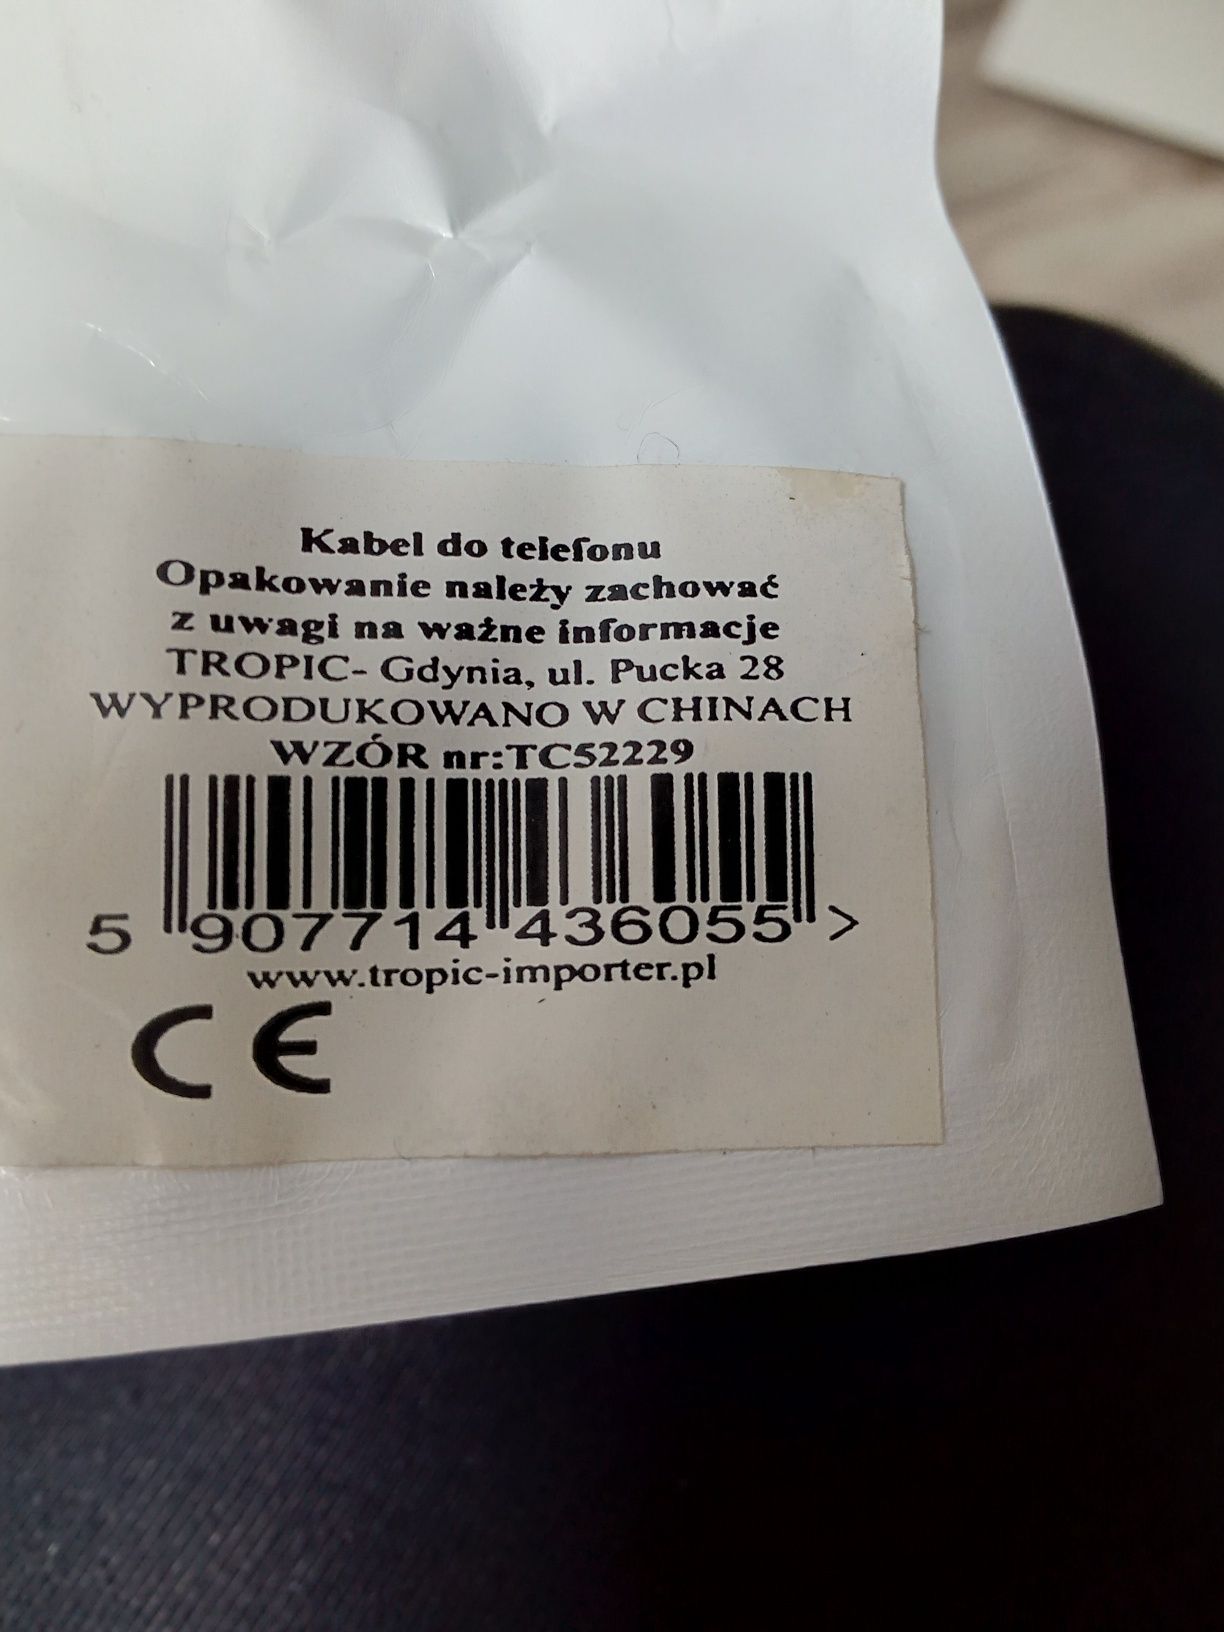 Kabel do telefonu
Opakowanie należy zachować
z uwagi na ważne informacje
TROPIC- Gdynia, ul. Pucka 28
WYPRODUKOWANO W CHINACH
WZÓR nr:TC52229
5 907714 436055 >
www.tropic-importer.pl
CE